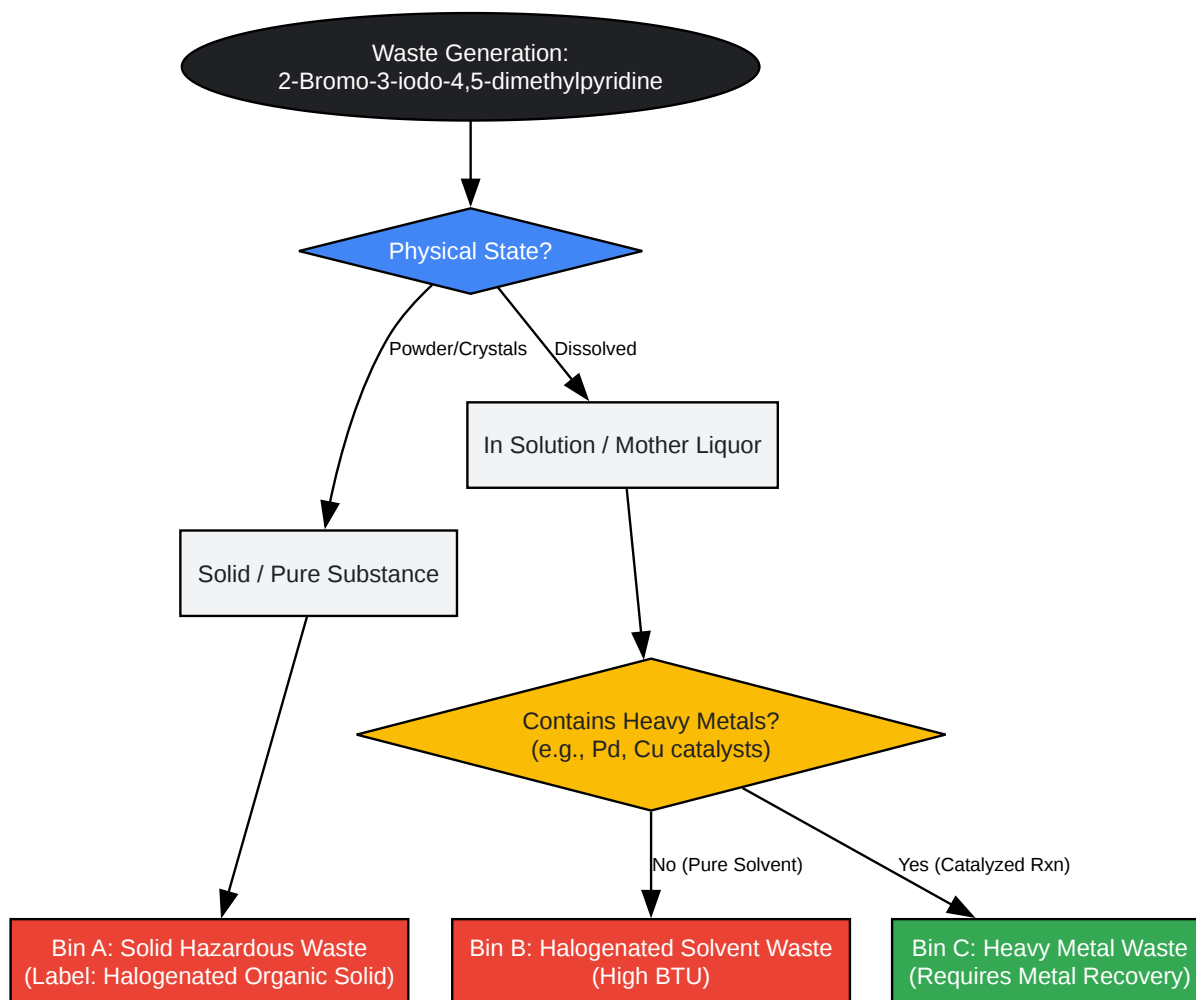 Waste Generation:
2-Bromo-3-iodo-4,5-dimethylpyridine
Physical State?
Powder/Crystals
Dissolved
In Solution / Mother Liquor
Solid / Pure Substance
Contains Heavy Metals?
(e.g., Pd, Cu catalysts)
No (Pure Solvent)
Yes (Catalyzed Rxn)
Bin A: Solid Hazardous Waste
(Label: Halogenated Organic Solid)
Bin B: Halogenated Solvent Waste
(High BTU)
Bin C: Heavy Metal Waste
(Requires Metal Recovery)